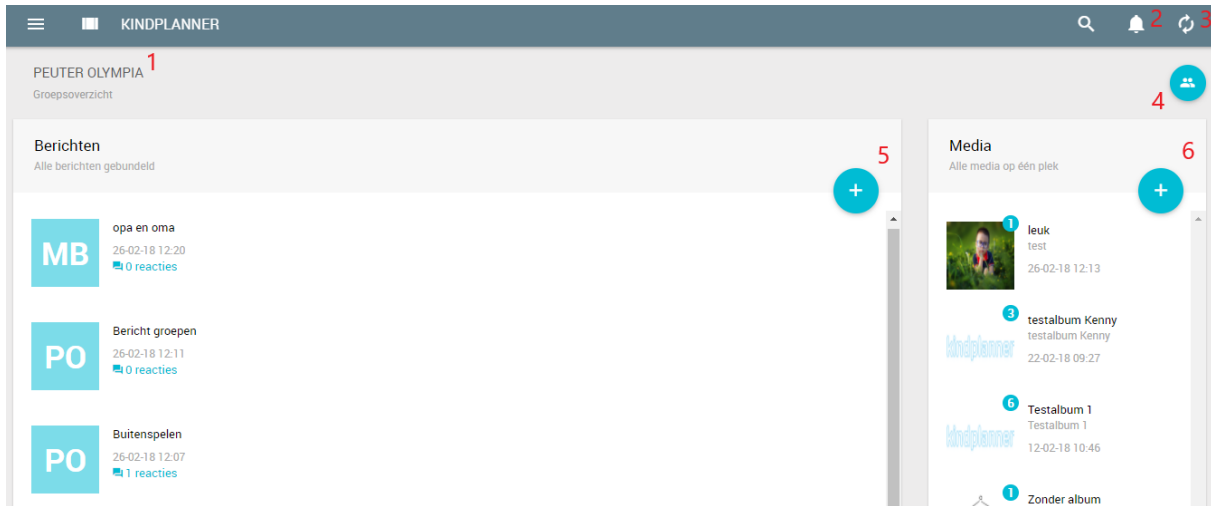 KINDPLANNER
2
3
PEUTER OLYMPIA
1
Groepsoverzicht
4
Berichten
Alle berichten gebundeld
5
+
MB
opa en oma
26-02-18 12:20
0 reacties
PO
Bericht groepen
26-02-18 12:11
0 reacties
PO
Buitenspelen
26-02-18 12:07
1 reacties
Media
Alle media op één plek
6
+
1
leuk
test
26-02-18 12:13
3
kindplanner
testalbum Kenny
testalbum Kenny
22-02-18 09:27
6
kindplanner
Testalbum 1
Testalbum 1
12-02-18 10:46
1
Zonder album